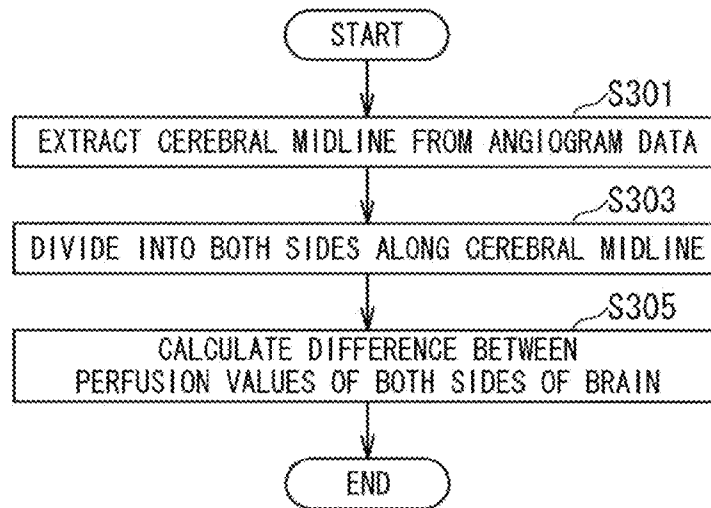 START
S301
EXTRACT CEREBRAL MIDLINE FROM ANGIOGRAM DATA
S303
DIVIDE INTO BOTH SIDES ALONG CEREBRAL MIDLINE
S305
CALCULATE DIFFERENCE BETWEEN
PERFUSION VALUES OF BOTH SIDES OF BRAIN
END